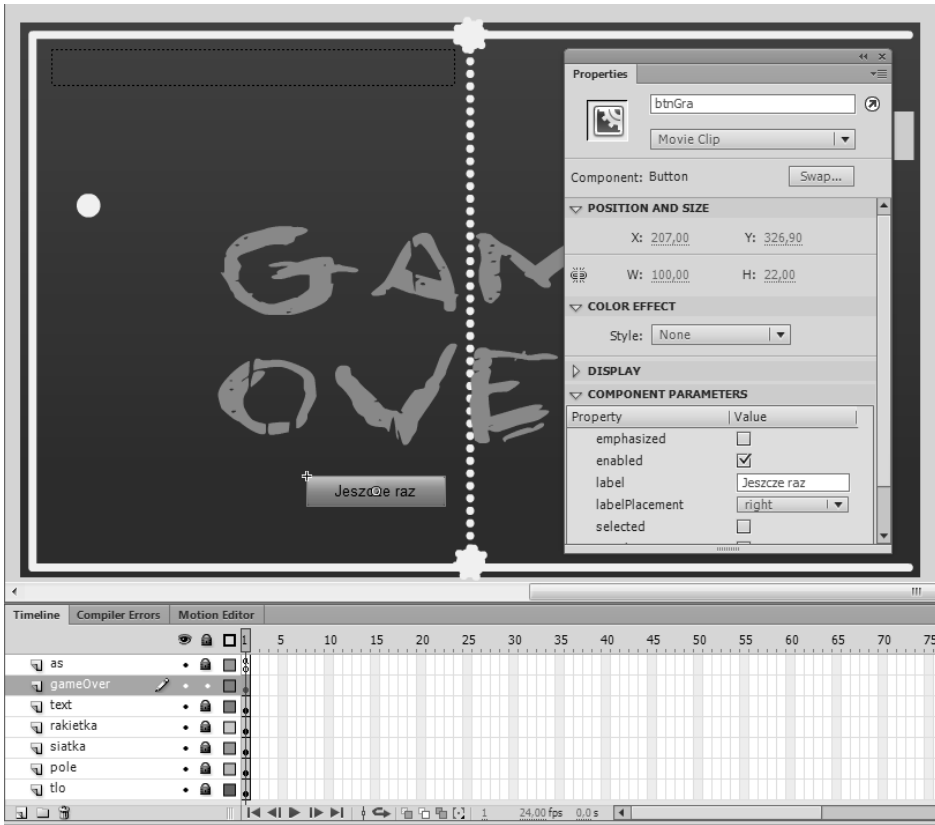 Properties
btnGra
Movie Clip
Component: Button
Swap...
POSITION AND SIZE
X: 207,00 Y: 326,90
W: 100,00 H: 22,00
COLOR EFFECT
Style: None
DISPLAY
COMPONENT PARAMETERS
Property Value
emphasized
enabled
label Jeszcze raz
labelPlacement right
selected
GAM
OVE
Jeszcze raz
Timeline Compiler Errors Motion Editor
1 5 10 15 20 25 30 35 40 45 50 55 60 65 70 75
as
gameOver
text
rakietka
siatka
pole
tlo
1 24,00 fps 0,0 s